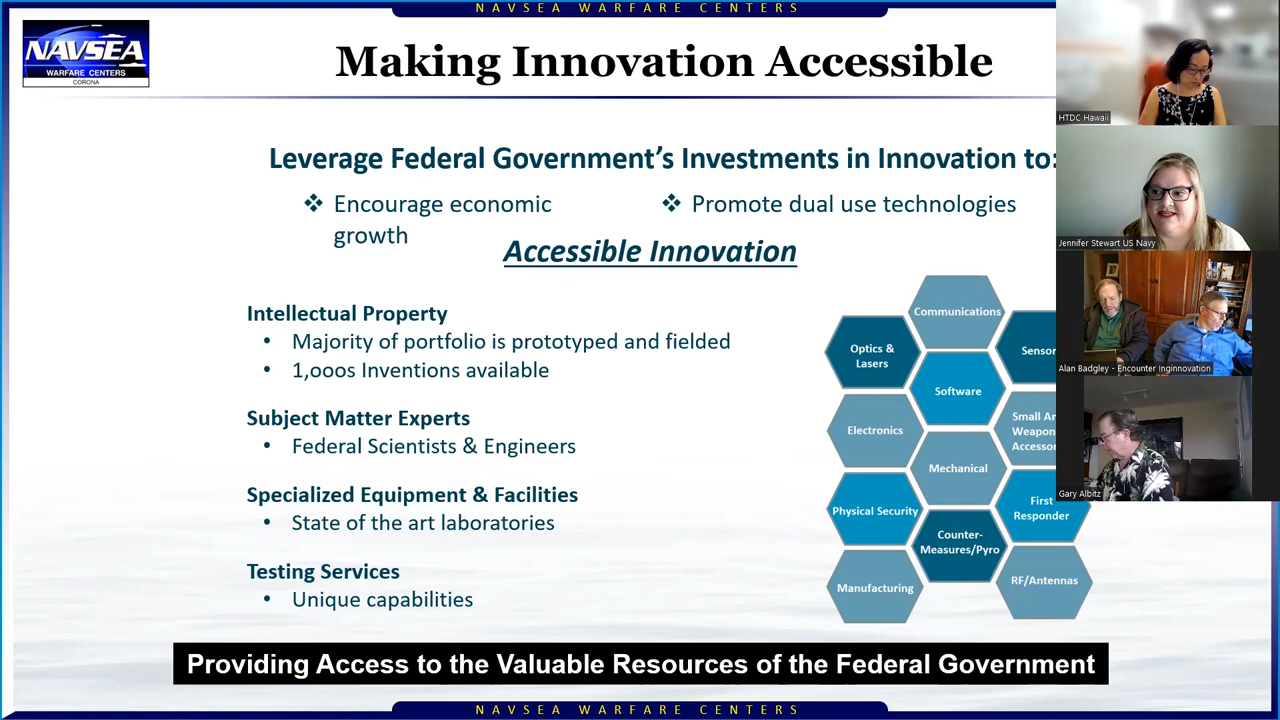 NAVSEA WARFARE CENTERS
NAVSEA
WARFARE CENTERS
CORONA
Making Innovation Accessible
HTDC Hawaii
Leverage Federal Government's Investments in Innovation to:
❖ Encourage economic
growth
❖ Promote dual use technologies
Jennifer Stewart US Navy
Accessible Innovation
Intellectual Property
• Majority of portfolio is prototyped and fielded
• 1,ooos Inventions available
Subject Matter Experts
• Federal Scientists & Engineers
Specialized Equipment & Facilities
• State of the art laboratories
Testing Services
• Unique capabilities
Communications
Optics &
Lasers
Sensor
Software
Alan Badgley - Encounter Inginnovation
Electronics
Small
Weapon
Accessor
Mechanical
Gary Albitz
Physical Security
First
Responder
Counter-
Measures/Pyro
Manufacturing
RF/Antennas
Providing Access to the Valuable Resources of the Federal Government
NAVSEA WARFARE CENTERS